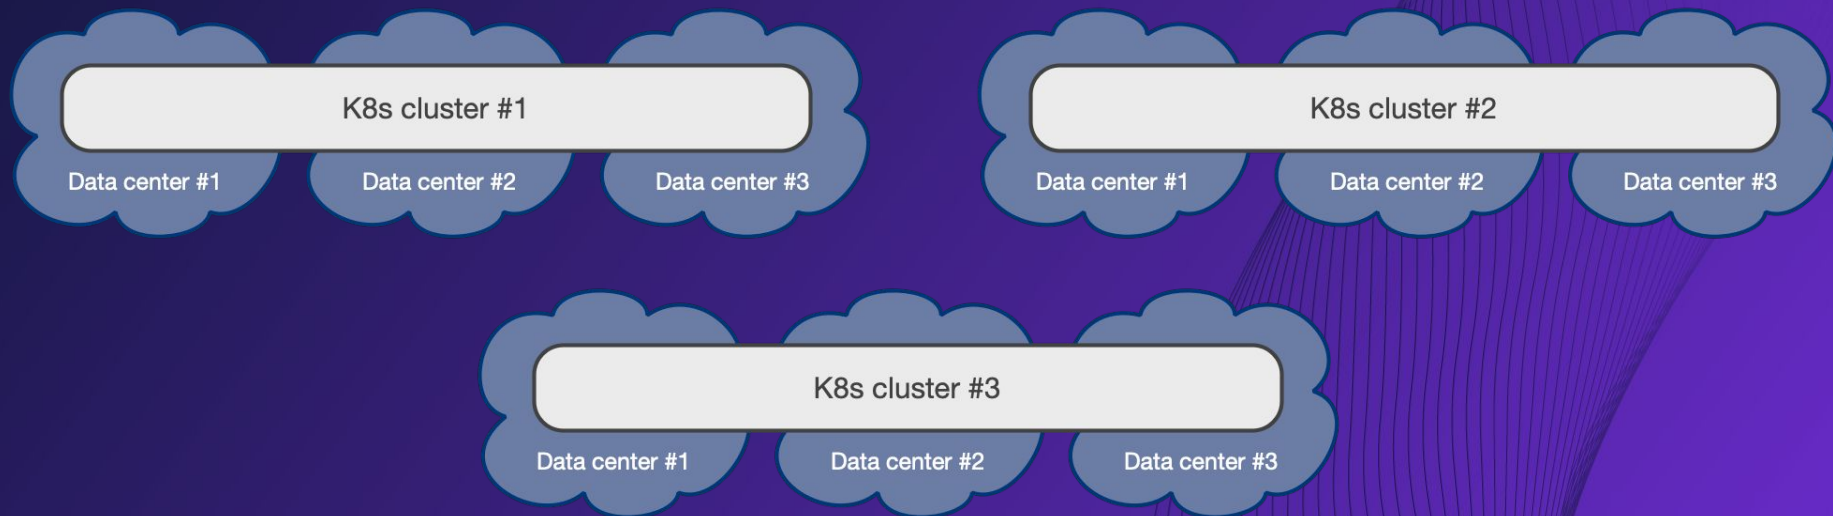 K8s cluster #1
Data center #1
Data center #2
Data center #3
K8s cluster #2
Data center #1
Data center #2
Data center #3
K8s cluster #3
Data center #1
Data center #2
Data center #3